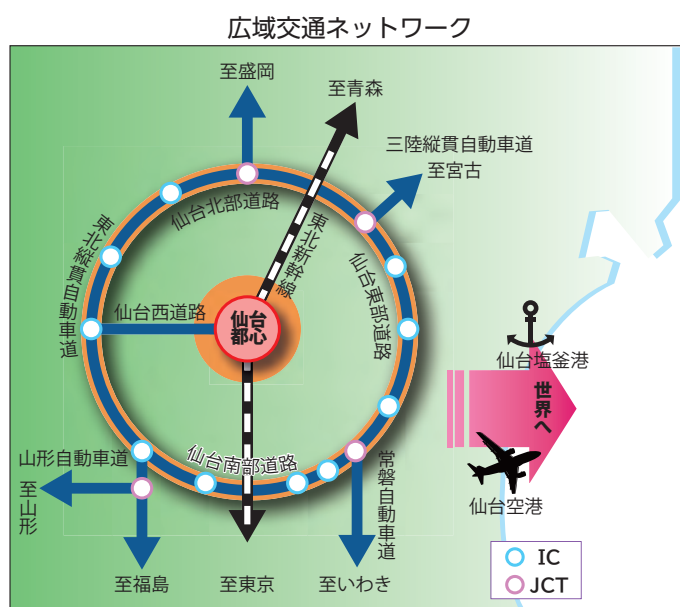 広域交通ネットワーク
至盛岡
至青森
三陸縦貫自動車道
至宮古
仙台北部道路
東北新幹線
東北縦貫自動車道
仙台東部道路
仙台西道路
仙台
都心
仙台塩釜港
世界へ
仙台南部道路
山形自動車道
至山形
常磐自動車道
仙台空港
至福島
至東京
至いわき
IC
JCT